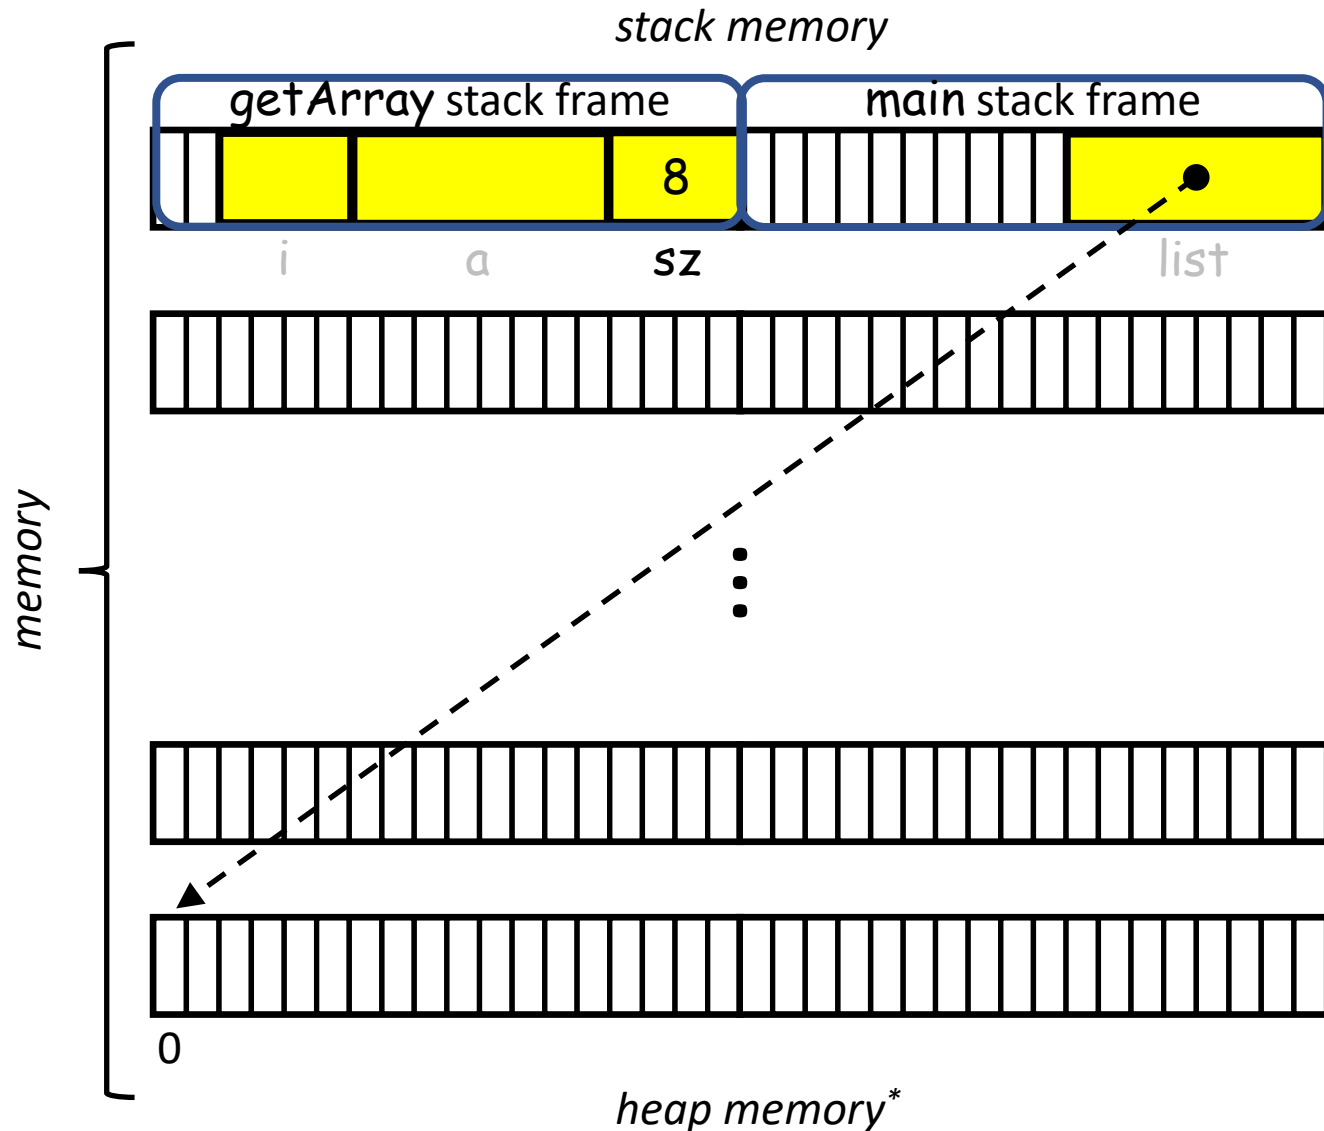 stack memory
getArray stack frame
main stack frame
8
i
a
sz
list
memory
0
heap memory*